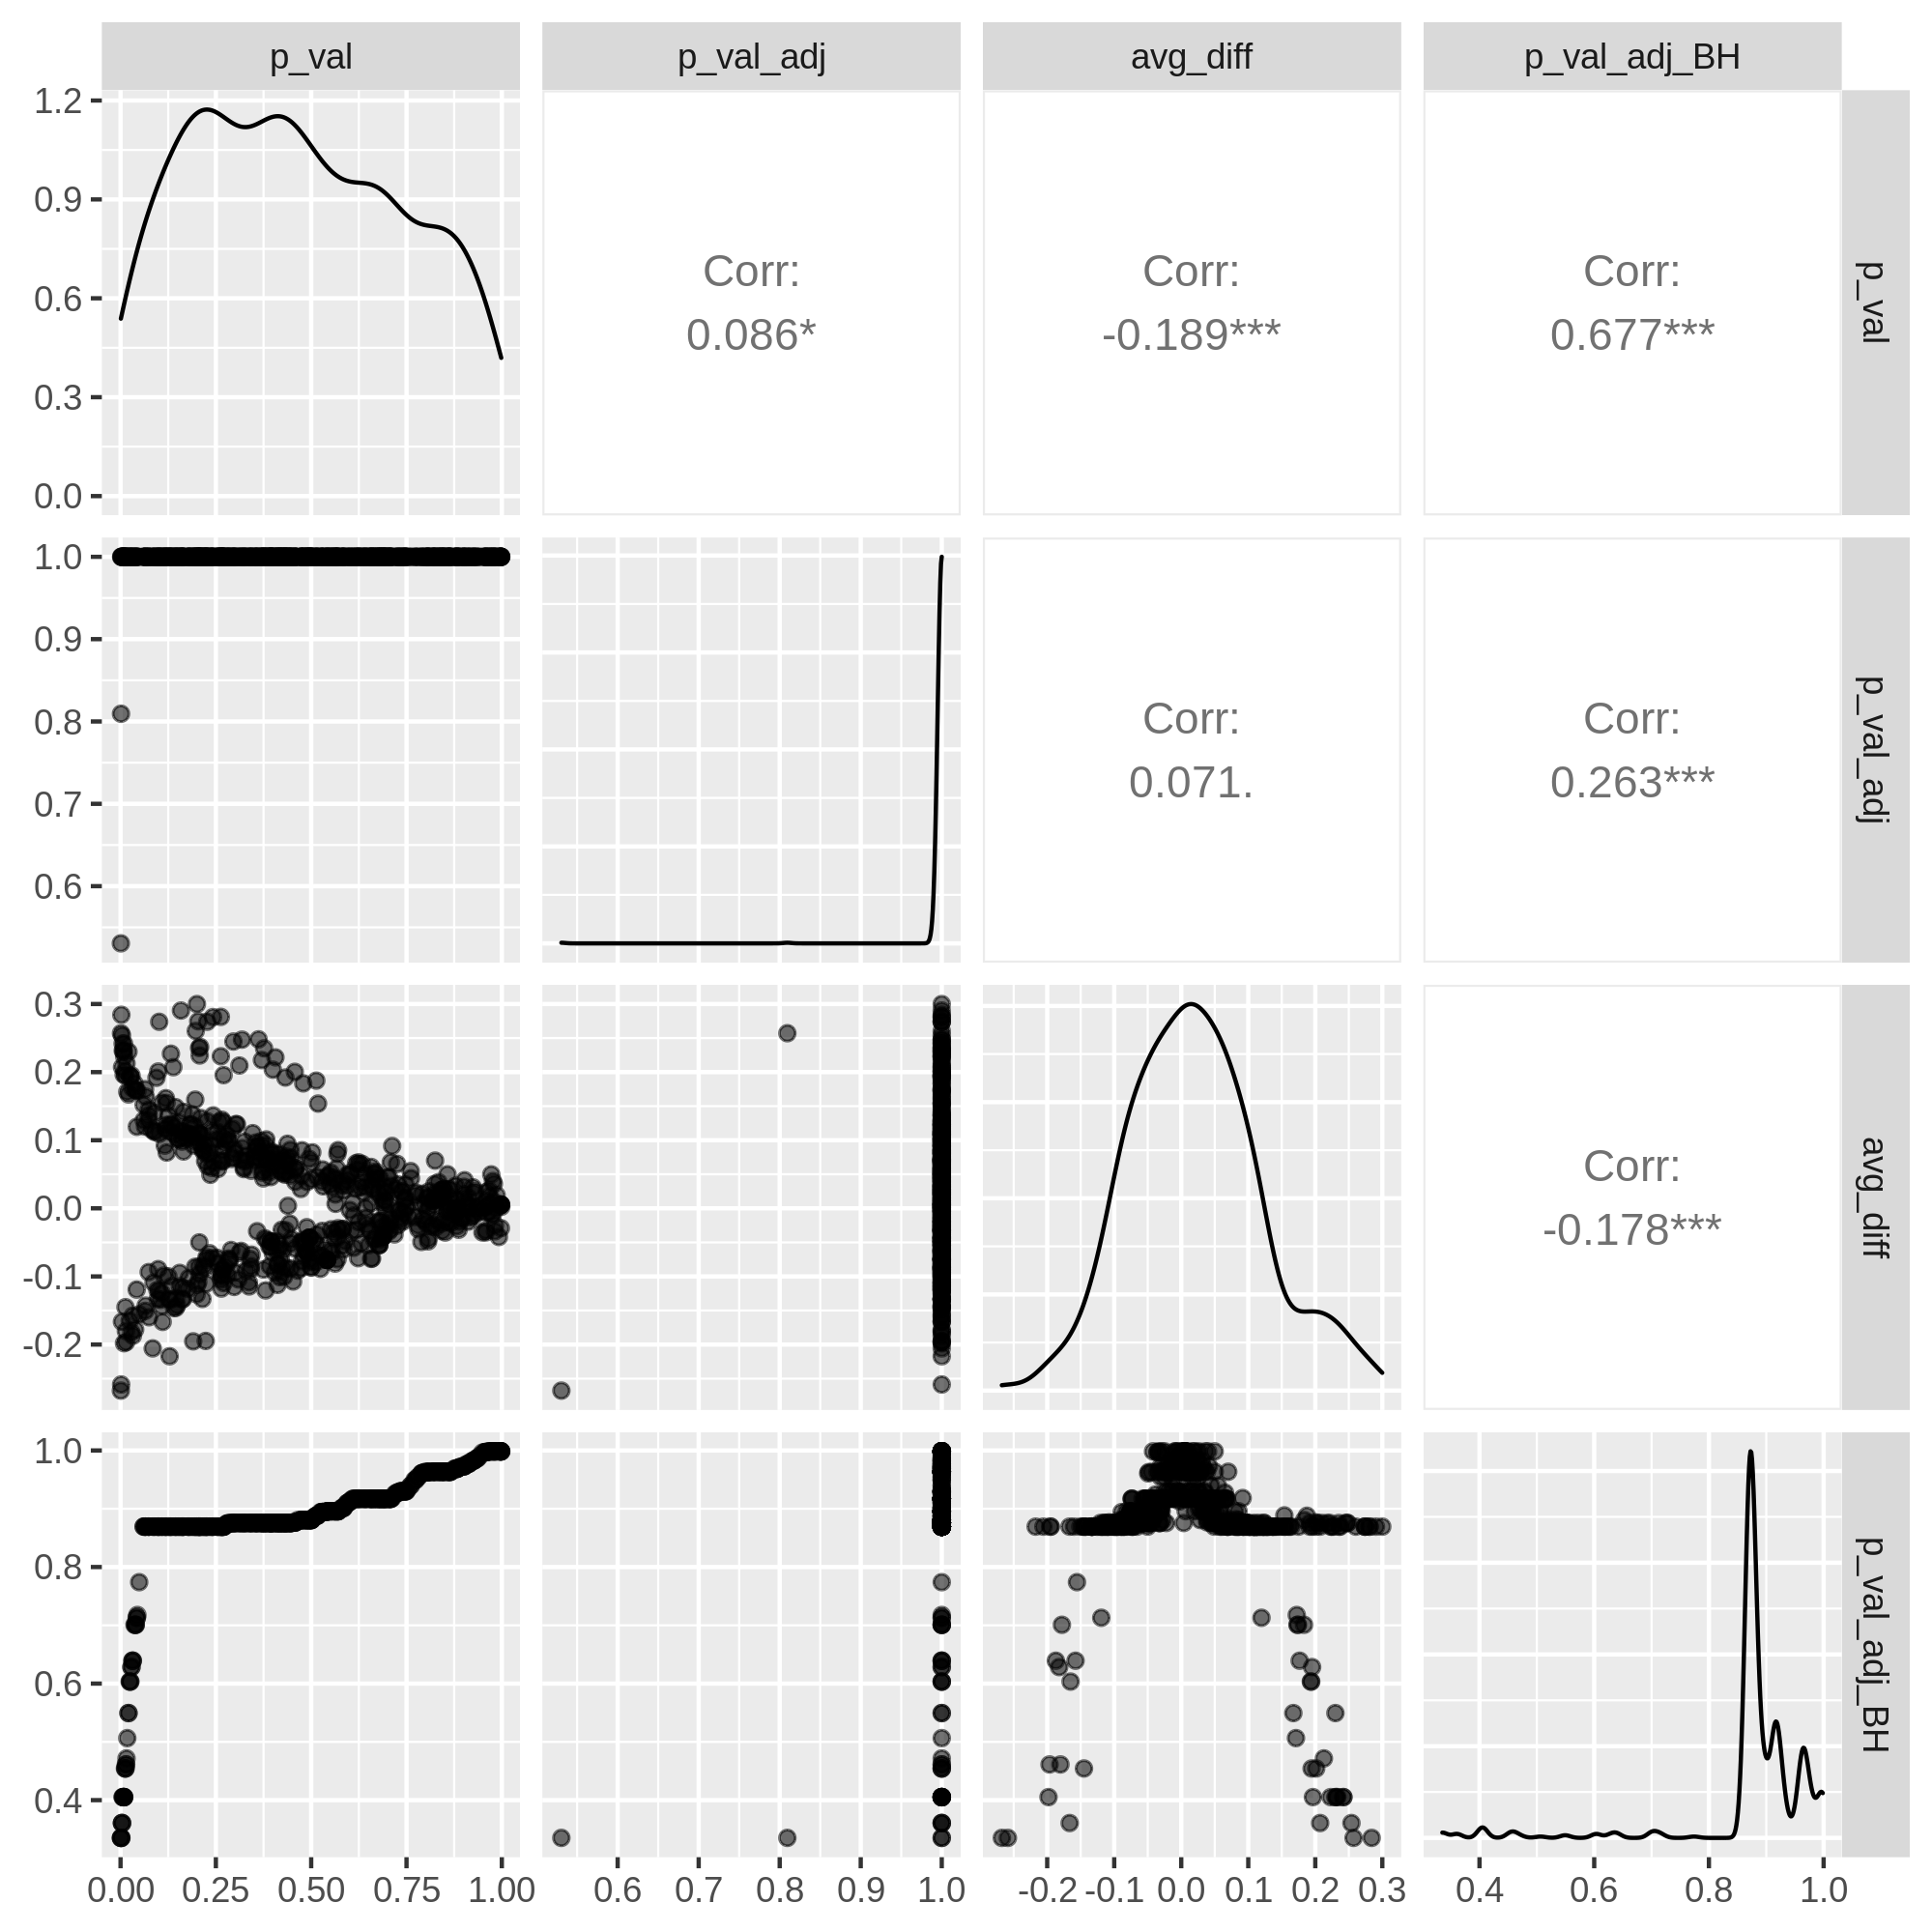 p_val
p_val_adj
avg_diff
p_val_adj_BH
1.2
0.9
0.6
0.3
0.0
Corr:
0.086*
Corr:
-0.189***
Corr:
0.677***
p_val
1.0
0.9
0.8
0.7
0.6
Corr:
0.071.
Corr:
0.263***
p_val_adj
0.3
0.2
0.1
0.0
-0.1
-0.2
Corr:
-0.178***
avg_diff
1.0
0.8
0.6
0.4
p_val_adj_BH
0.00 0.25 0.50 0.75 1.00
0.6 0.7 0.8 0.9 1.0
-0.2 -0.1 0.0 0.1 0.2 0.3
0.4 0.6 0.8 1.0